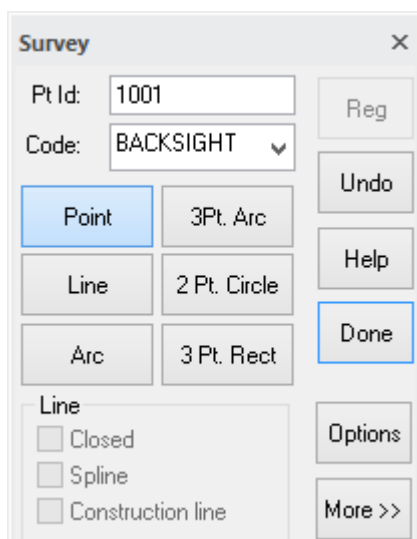 Survey
Pt Id: 1001
Reg
Code: BACKSIGHT
Undo
Point 3Pt. Arc
Help
Line 2 Pt. Circle
Done
Arc 3 Pt. Rect
Line
Closed
Options
Spline
Construction line
More >>